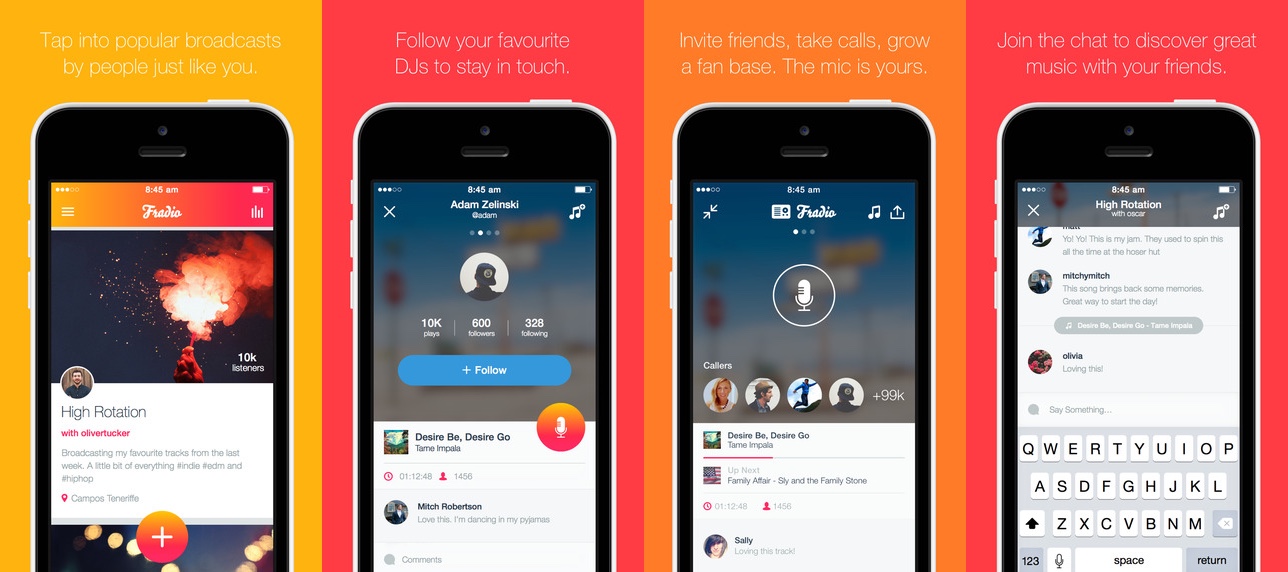 Tap into popular broadcasts
by people just like you.
8:45 am
Fradio
10k
listeners
High Rotation
with olivertucker
Broadcasting my favourite tracks from the last
week. A little bit of everything #indie #edm and
#hiphop
Campos Teneriffe
Follow your favourite
DJs to stay in touch.
8:45 am
Adam Zelinski
@adam
10K 600 328
plays followers following
+ Follow
Desire Be, Desire Go
Tame Impala
01:12:48 1456
Mitch Robertson
Love this. I'm dancing in my pyjamas
Comments
Invite friends, take calls, grow
a fan base. The mic is yours.
8:45 am
Fradio
Callers
+99k
Desire Be, Desire Go
Tame Impala
Up Next
Family Affair - Sly and the Family Stone
01:12:48 1456
Sally
Loving this track!
Join the chat to discover great
music with your friends.
8:45 am
High Rotation
with oscar
matt
Yo! Yo! This is my jam. They used to spin this
all the time at the hoser hut
mitchymitch
This song brings back some memories.
Great way to start the day!
Desire Be, Desire Go - Tame Impala
olivia
Loving this!
Say Something...
Q W E R T Y U I O P
A S D F G H J K L
Z X C V B N M
123 space return